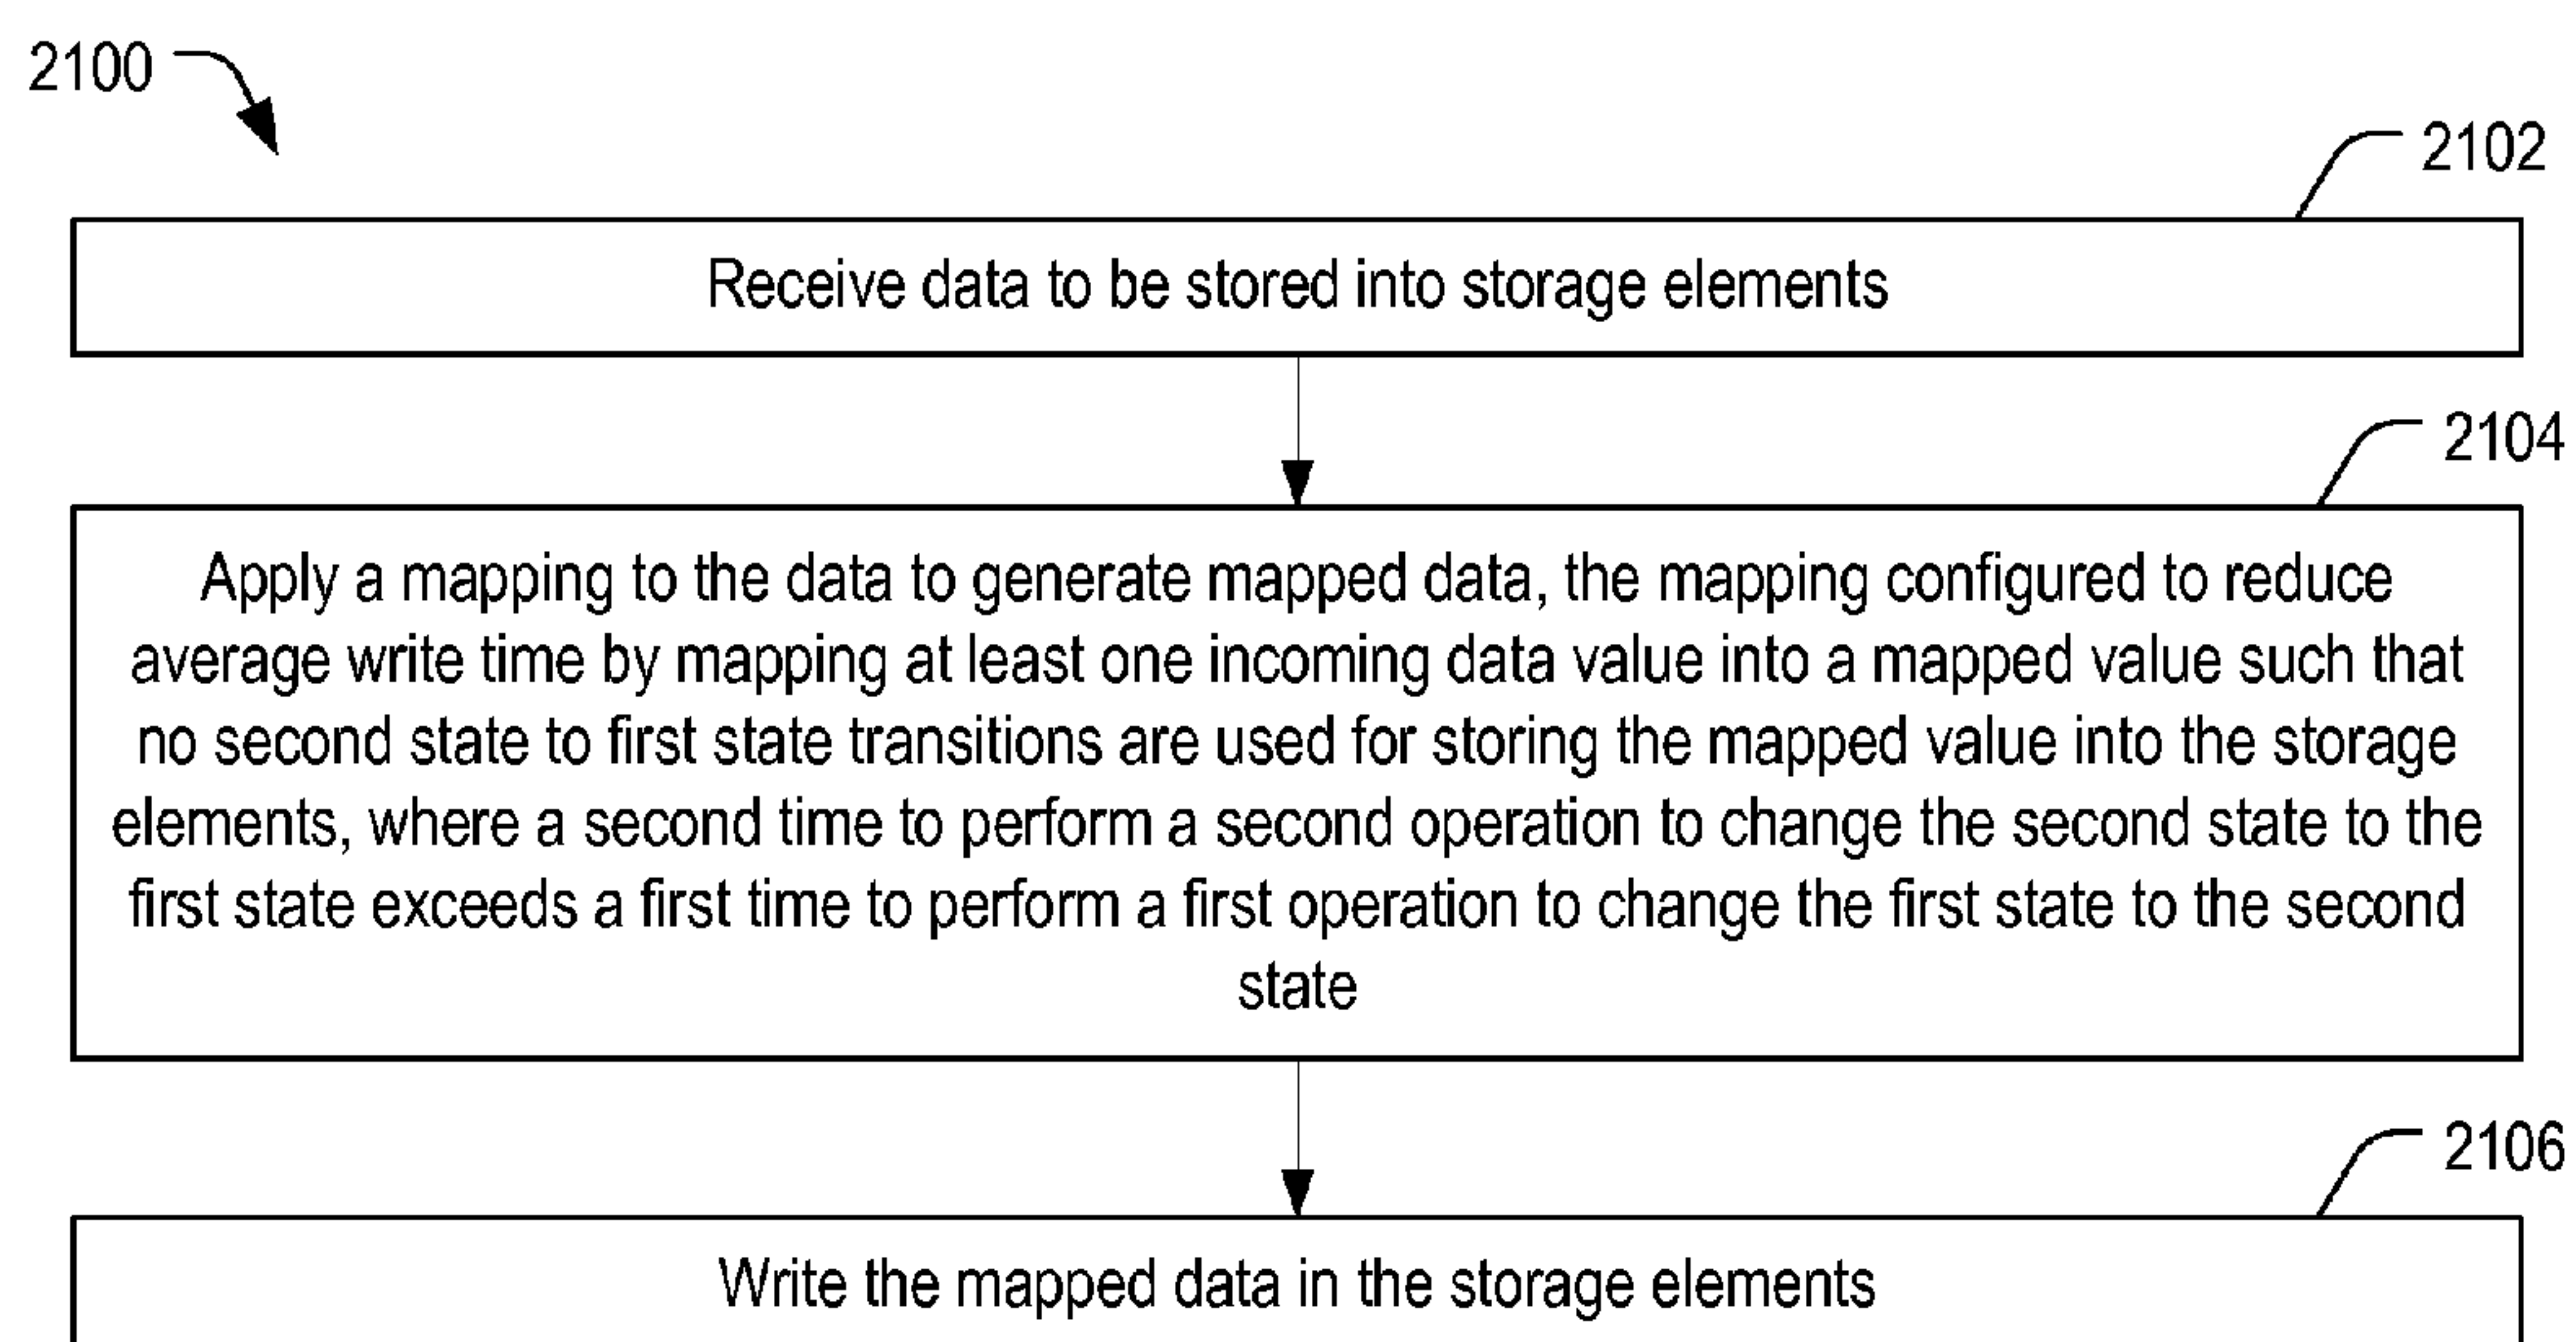 2100
2102
Receive data to be stored into storage elements
2104
Apply a mapping to the data to generate mapped data, the mapping configured to reduce
average write time by mapping at least one incoming data value into a mapped value such that
no second state to first state transitions are used for storing the mapped value into the storage
elements, where a second time to perform a second operation to change the second state to the
first state exceeds a first time to perform a first operation to change the first state to the second
state
2106
Write the mapped data in the storage elements